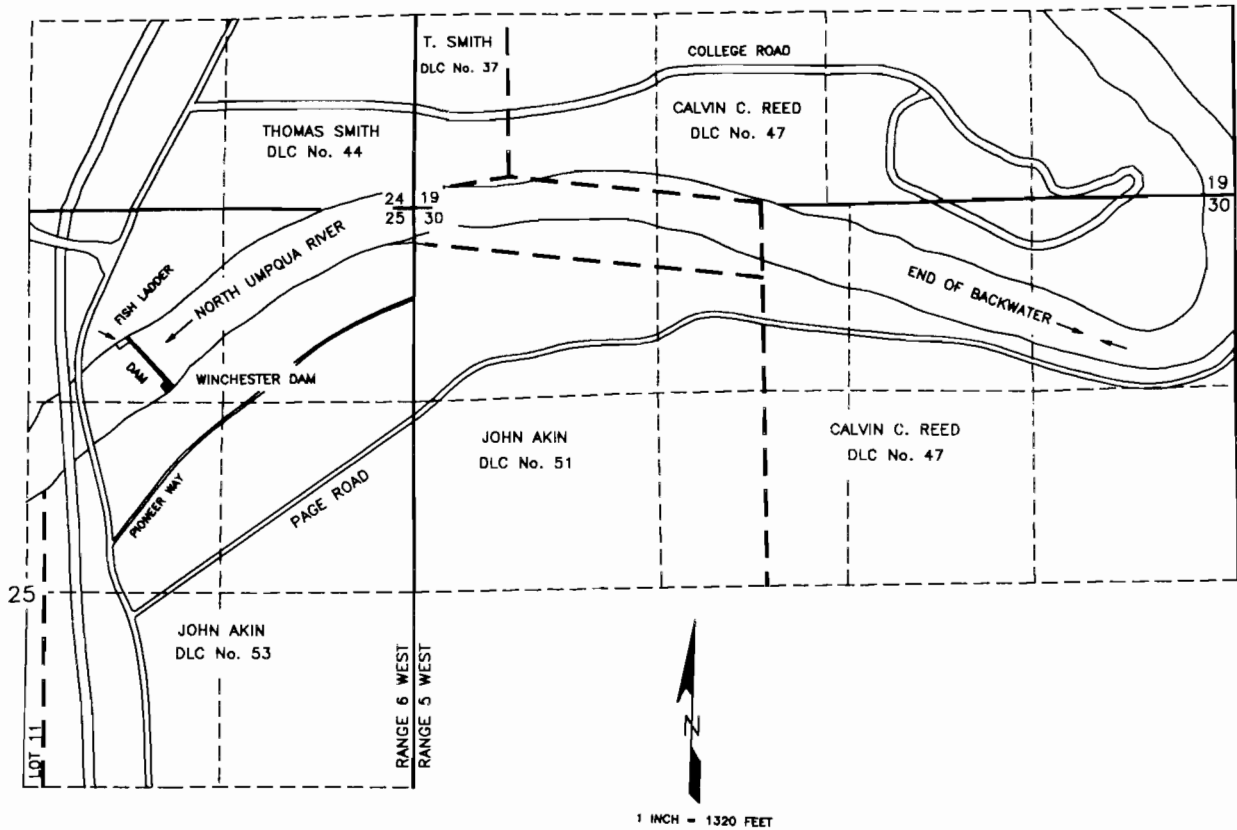 T. SMITH
DLC No. 37
COLLEGE ROAD
THOMAS SMITH
DLC No. 44
CALVIN C. REED
DLC No. 47
24 19
25 30
19
30
FISH LADDER
NORTH UMPQUA RIVER
END OF BACKWATER
DAM
WINCHESTER DAM
JOHN AKIN
DLC No. 51
CALVIN C. REED
DLC No. 47
PIONEER WAY
PAGE ROAD
25
JOHN AKIN
DLC No. 53
LOT 11
RANGE 6 WEST
RANGE 5 WEST
N
1 INCH = 1320 FEET